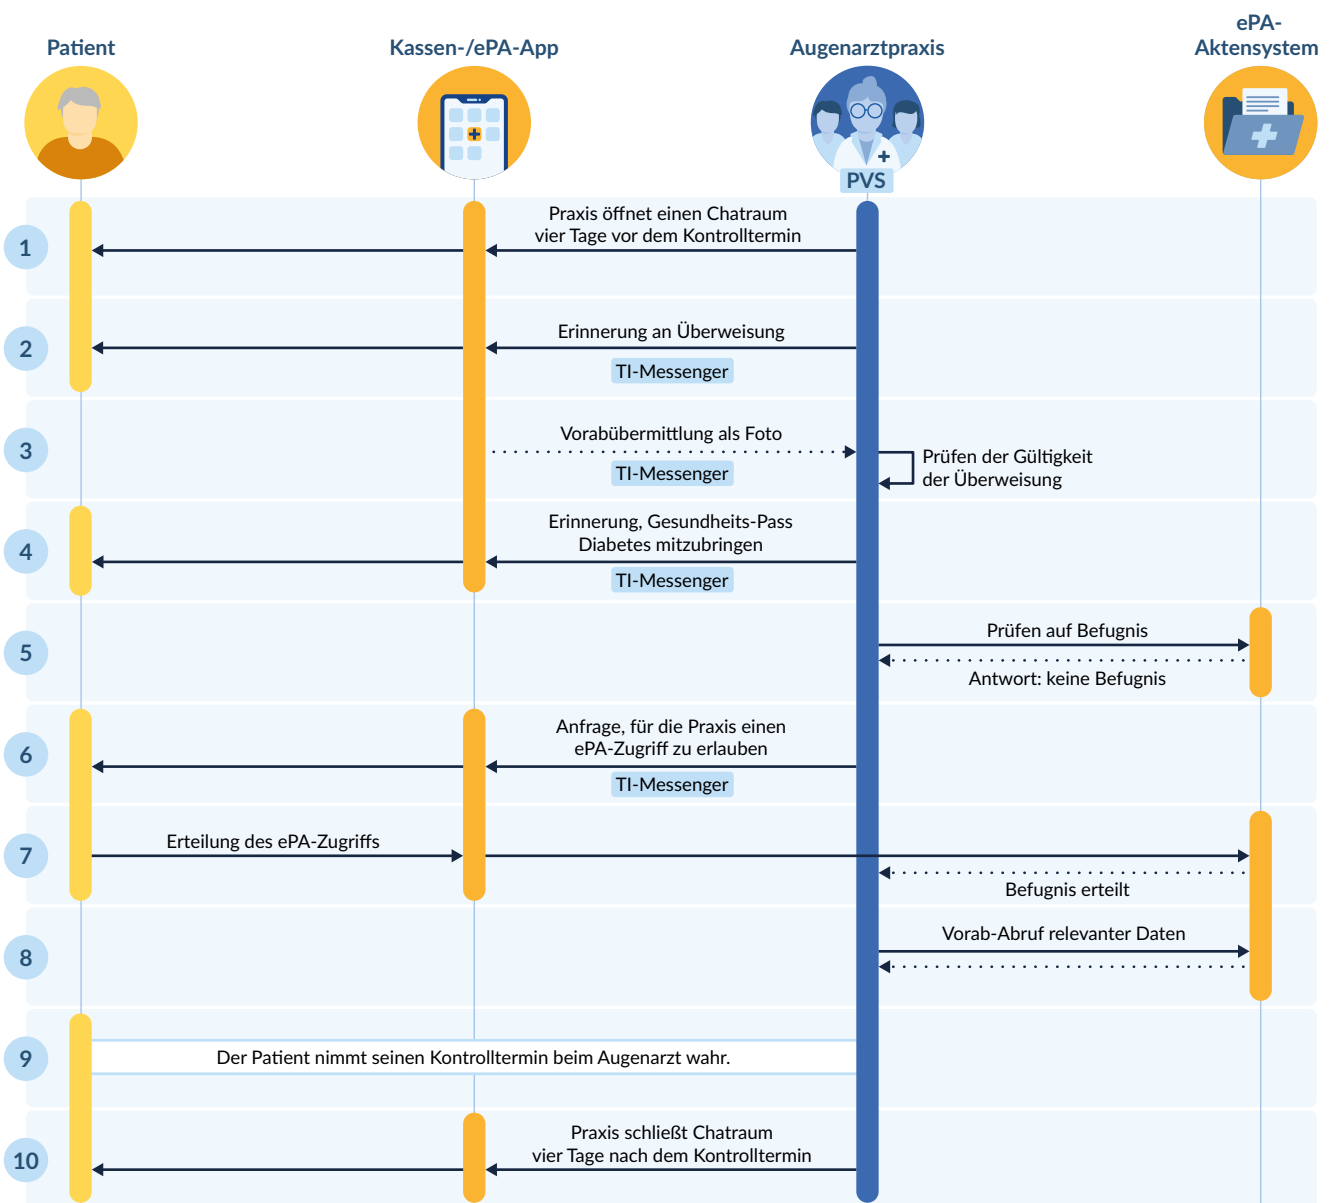 Patient
Kassen-/ePA-App
Augenarztpraxis
ePA-
Aktensystem
PVS
1
Praxis öffnet einen Chatraum
vier Tage vor dem Kontrolltermin
2
Erinnerung an Überweisung
TI-Messenger
3
Vorabübermittlung als Foto
TI-Messenger
Prüfen der Gültigkeit
der Überweisung
4
Erinnerung, Gesundheits-Pass
Diabetes mitzubringen
TI-Messenger
5
Prüfen auf Befugnis
Antwort: keine Befugnis
6
Anfrage, für die Praxis einen
ePA-Zugriff zu erlauben
TI-Messenger
7
Erteilung des ePA-Zugriffs
Befugnis erteilt
8
Vorab-Abruf relevanter Daten
9
Der Patient nimmt seinen Kontrolltermin beim Augenarzt wahr.
10
Praxis schließt Chatraum
vier Tage nach dem Kontrolltermin